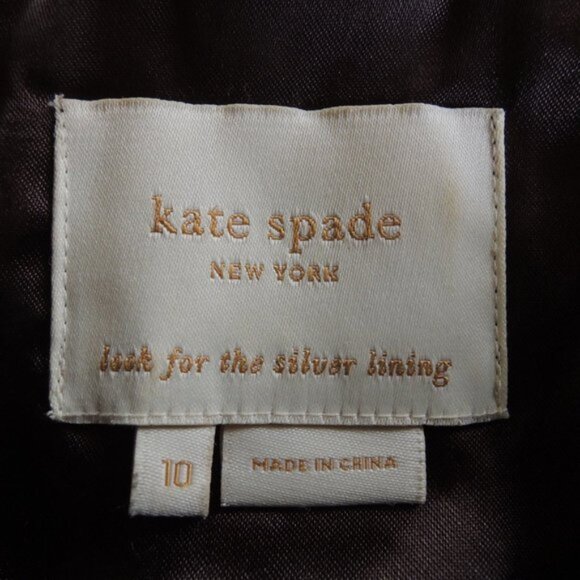 kate spade
NEW YORK
look for the silver lining
10
MADE IN CHINA